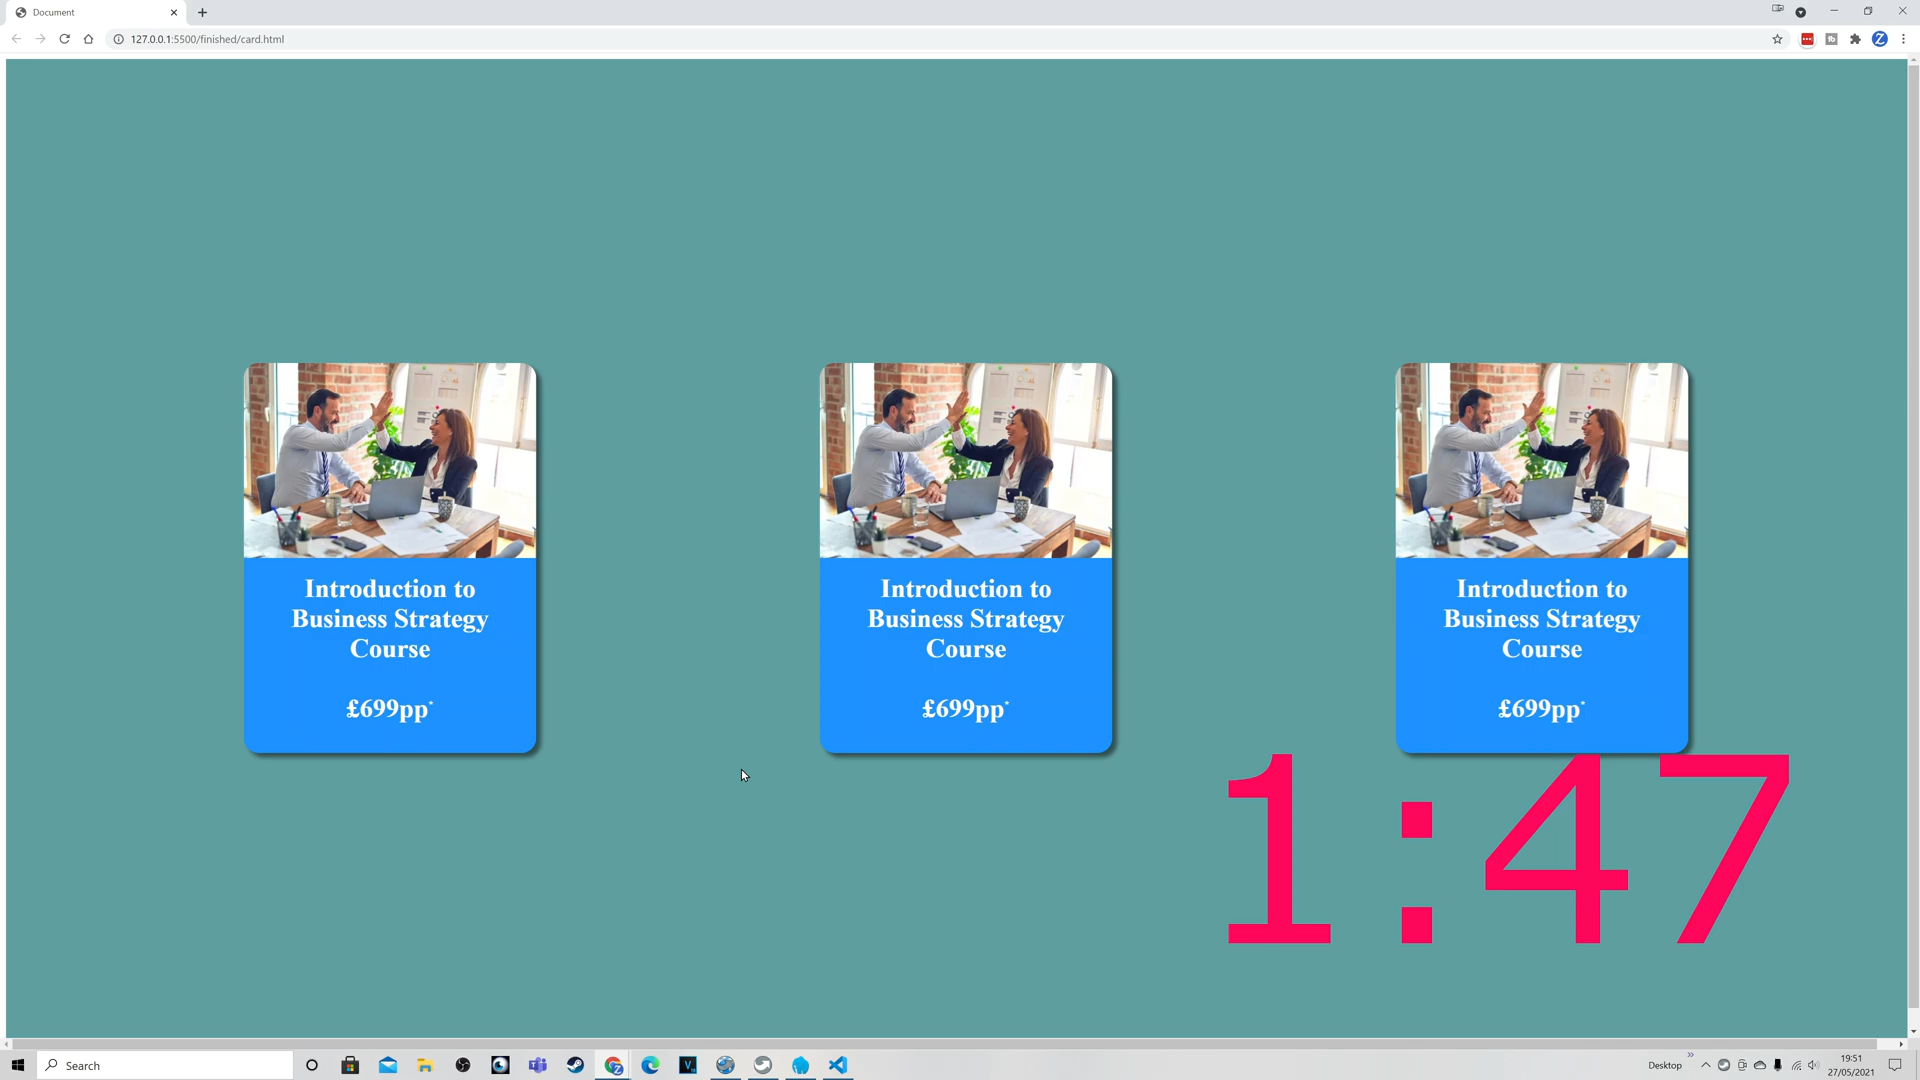 Document
127.0.0.1:5500/finished/card.html
Introduction to
Business Strategy
Course
£699pp*
Introduction to
Business Strategy
Course
£699pp*
Introduction to
Business Strategy
Course
£699pp*
1:47
Search
Desktop
19:51
27/05/2021